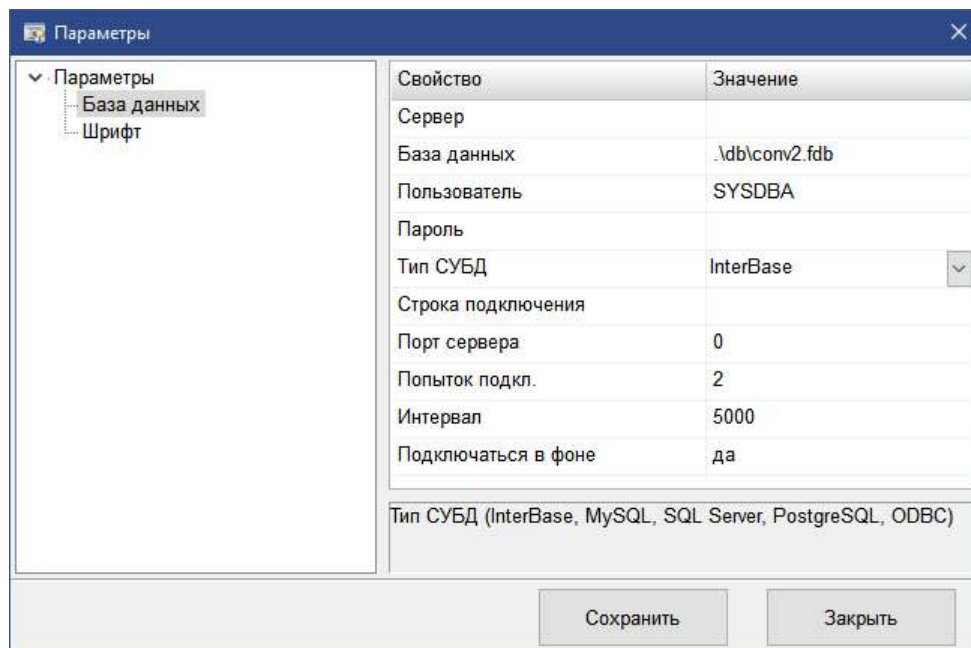 Параметры
Параметры
База данных
Шрифт
Свойство Значение
Сервер
База данных .\db\conv2.fdb
Пользователь SYSDBA
Пароль
Тип СУБД InterBase
Строка подключения
Порт сервера 0
Попыток подкл. 2
Интервал 5000
Подключаться в фоне да
Тип СУБД (InterBase, MySQL, SQL Server, PostgreSQL, ODBC)
Сохранить Закрыть